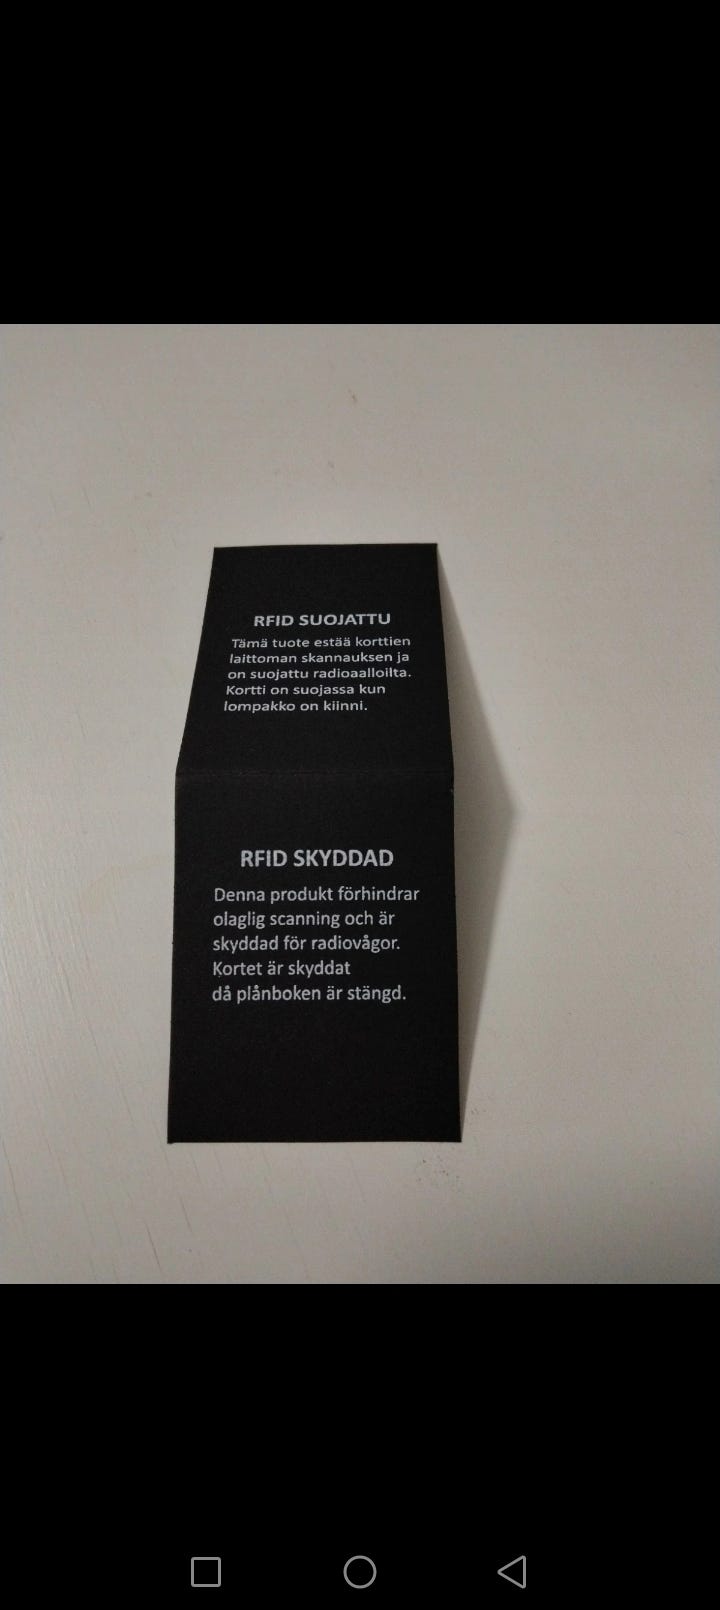 RFID SUOJATTU
Tämä tuote estää korttien
laittoman skannauksen ja
on suojattu radioaalloilta.
Kortti on suojassa kun
lompakko on kiinni.
RFID SKYDDAD
Denna produkt förhindrar
olaglig scanning och är
skyddad för radiovågor.
Kortet är skyddat
då plånboken är stängd.